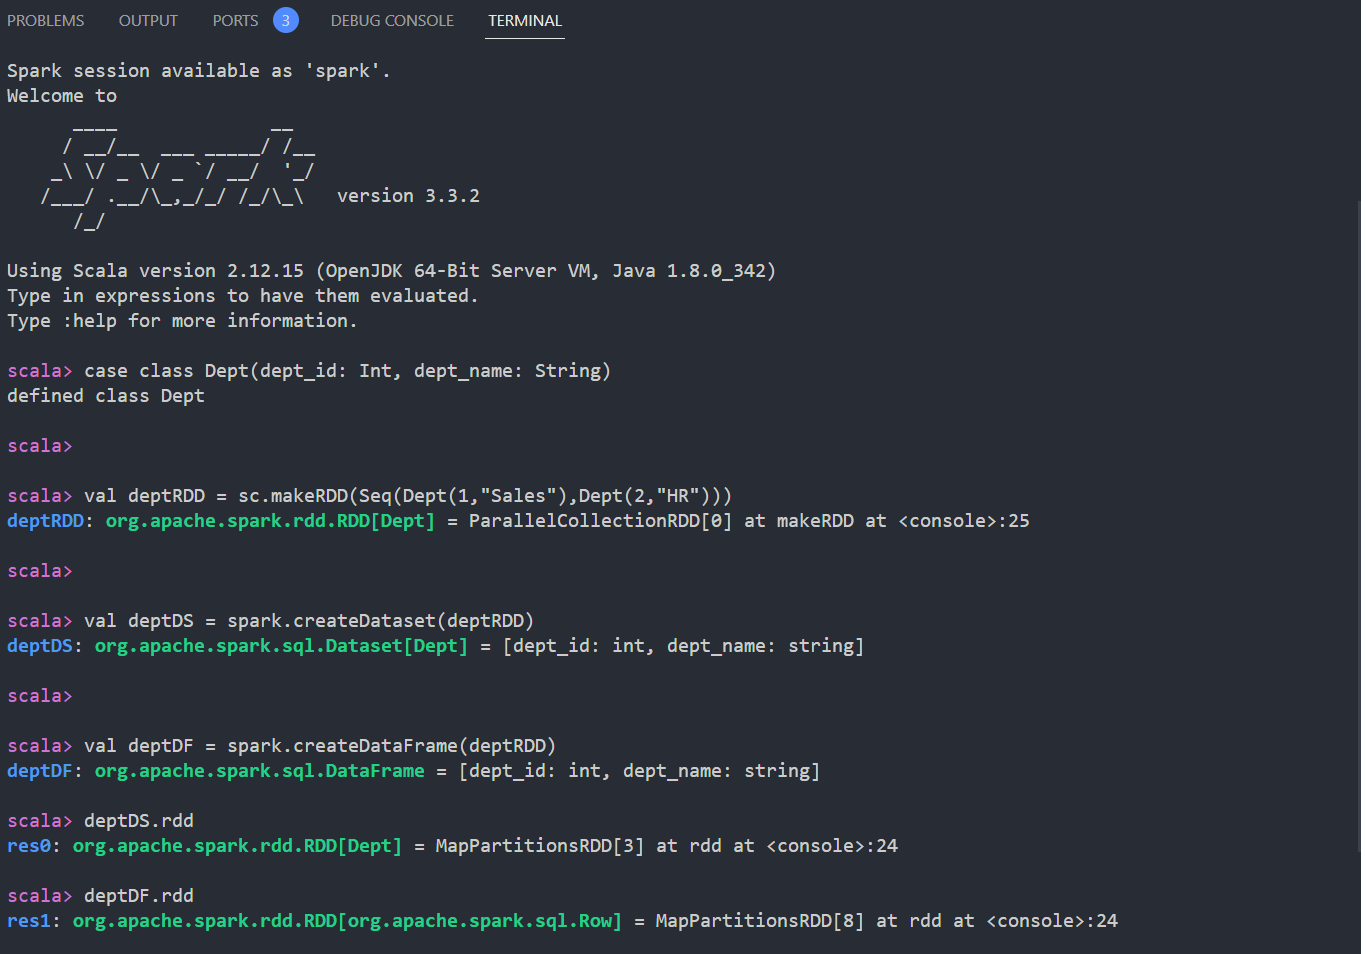 PROBLEMS OUTPUT PORTS 3 DEBUG CONSOLE TERMINAL
Spark session available as 'spark'.
Welcome to
      ____              __
     / __/__  ___ _____/ /__
    _\ \/ _ \/ _ `/ __/  '_/
   /___/ .__/\_,_/_/ /_/\_\   version 3.3.2
      /_/
Using Scala version 2.12.15 (OpenJDK 64-Bit Server VM, Java 1.8.0_342)
Type in expressions to have them evaluated.
Type :help for more information.
scala> case class Dept(dept_id: Int, dept_name: String)
defined class Dept
scala>
scala> val deptRDD = sc.makeRDD(Seq(Dept(1,"Sales"),Dept(2,"HR")))
deptRDD: org.apache.spark.rdd.RDD[Dept] = ParallelCollectionRDD[0] at makeRDD at <console>:25
scala>
scala> val deptDS = spark.createDataset(deptRDD)
deptDS: org.apache.spark.sql.Dataset[Dept] = [dept_id: int, dept_name: string]
scala>
scala> val deptDF = spark.createDataFrame(deptRDD)
deptDF: org.apache.spark.sql.DataFrame = [dept_id: int, dept_name: string]
scala> deptDS.rdd
res0: org.apache.spark.rdd.RDD[Dept] = MapPartitionsRDD[3] at rdd at <console>:24
scala> deptDF.rdd
res1: org.apache.spark.rdd.RDD[org.apache.spark.sql.Row] = MapPartitionsRDD[8] at rdd at <console>:24